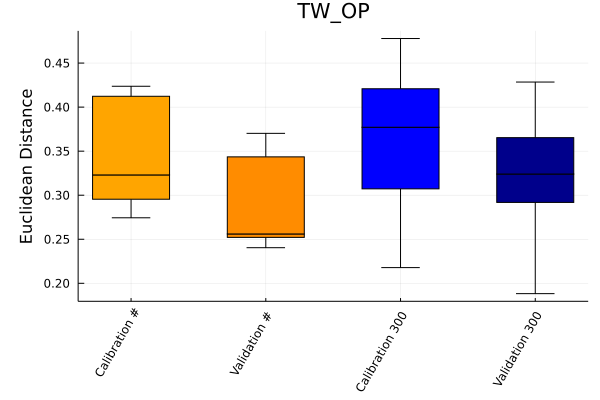 TW_OP
Euclidean Distance
0.45
0.40
0.35
0.30
0.25
0.20
Calibration #
Validation #
Calibration 300
Validation 300